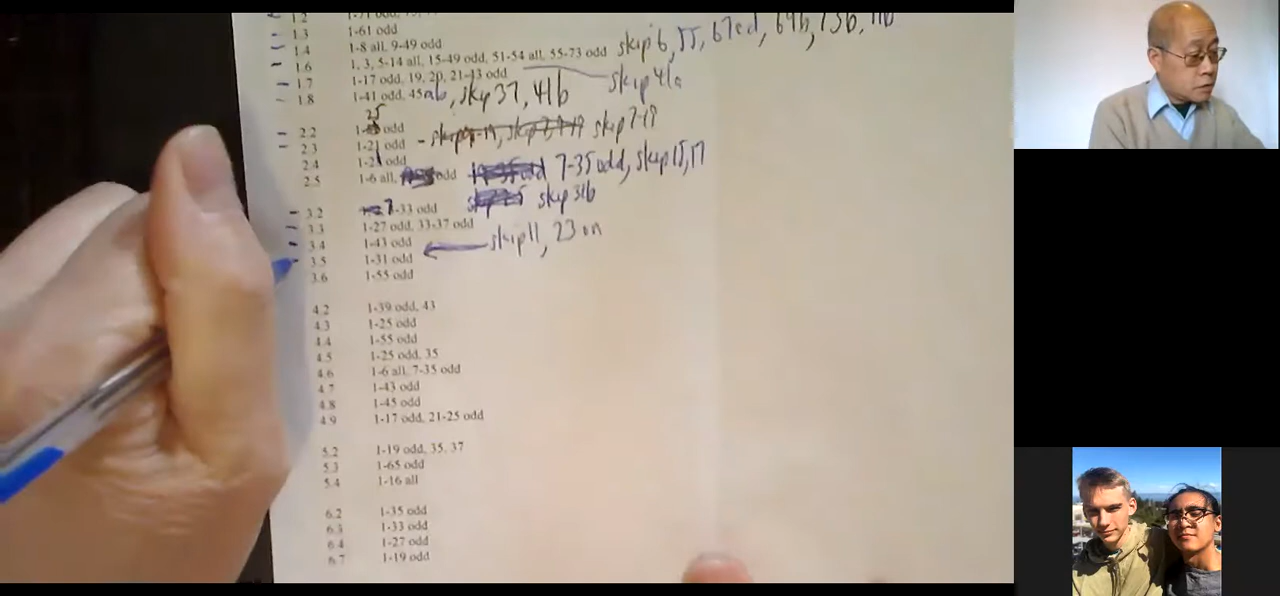 1.3 1-61 odd
1.4 1-8 all, 9-49 odd
1.6 1, 3, 5-14 all, 15-49 odd, 51-54 all, 55-73 odd skip 6, 55, 67cd, 69b, 73b,
1.7 1-17 odd, 19, 20, 21-43 odd skip 41a
1.8 1-41 odd, 45ab, skip 37, 41b
2.2 1-25 odd
2.3 1-21 odd - skip 7-19
2.4 1-21 odd
2.5 1-6 all, odd 7-35 odd, skip 15, 17
3.2 7-33 odd skip 31b
3.3 1-27 odd, 33-37 odd
3.4 1-43 odd skip 11, 23 on
3.5 1-31 odd
3.6 1-55 odd
4.2 1-39 odd, 43
4.3 1-25 odd
4.4 1-55 odd
4.5 1-25 odd, 35
4.6 1-6 all, 7-35 odd
4.7 1-43 odd
4.8 1-45 odd
4.9 1-17 odd, 21-25 odd
5.2 1-19 odd, 35, 37
5.3 1-65 odd
5.4 1-16 all
6.2 1-35 odd
6.3 1-33 odd
6.4 1-27 odd
6.7 1-19 odd